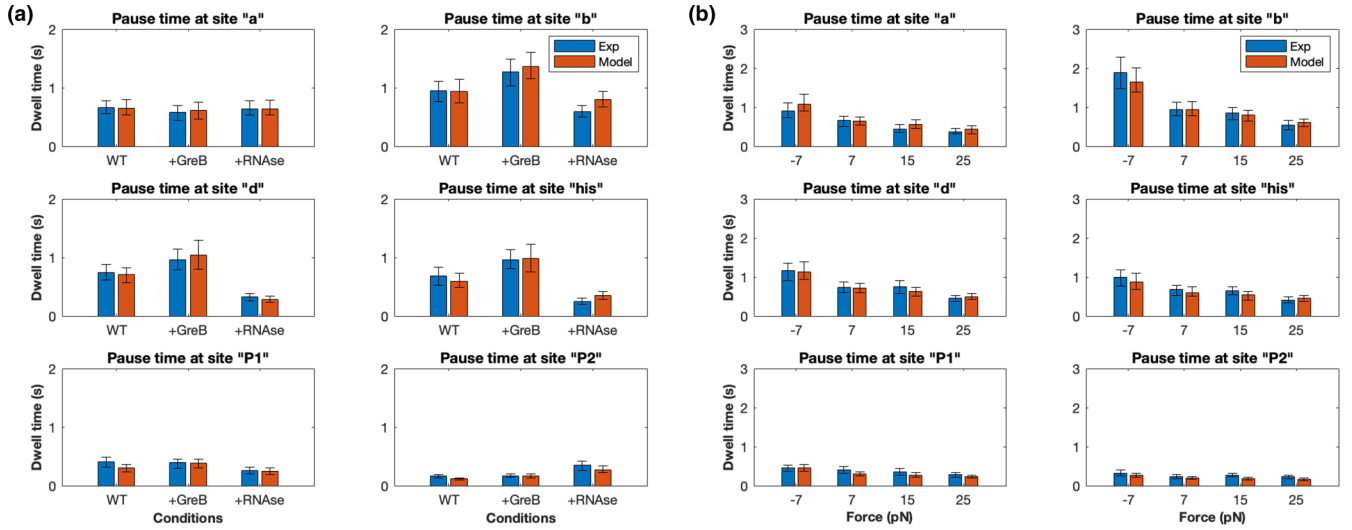 (a)
Pause time at site "a"
2
1
0
Dwell time (s)
WT +GreB +RNAse
Pause time at site "b"
Exp
Model
2
1
0
WT +GreB +RNAse
Pause time at site "d"
2
1
0
Dwell time (s)
WT +GreB +RNAse
Pause time at site "his"
2
1
0
WT +GreB +RNAse
Pause time at site "P1"
2
1
0
Dwell time (s)
WT +GreB +RNAse
Conditions
Pause time at site "P2"
2
1
0
WT +GreB +RNAse
Conditions
(b)
Pause time at site "a"
3
2
1
0
Dwell time (s)
-7 7 15 25
Pause time at site "b"
Exp
Model
3
2
1
0
-7 7 15 25
Pause time at site "d"
3
2
1
0
Dwell time (s)
-7 7 15 25
Pause time at site "his"
3
2
1
0
-7 7 15 25
Pause time at site "P1"
3
2
1
0
Dwell time (s)
-7 7 15 25
Force (pN)
Pause time at site "P2"
3
2
1
0
-7 7 15 25
Force (pN)